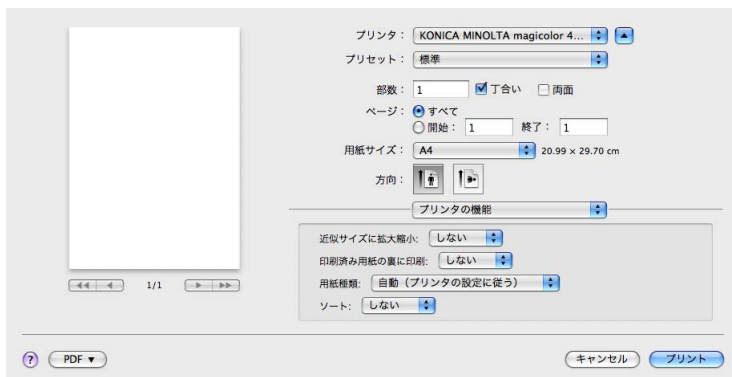 プリンタ： KONICA MINOLTA magicolor 4...
プリセット： 標準
部数： 1 丁合い 両面
ページ： すべて
開始： 1 終了： 1
用紙サイズ： A4 20.99 × 29.70 cm
方向：
プリンタの機能
近似サイズに拡大縮小: しない
印刷済み用紙の裏に印刷: しない
用紙種類: 自動（プリンタの設定に従う）
ソート: しない
1/1
? PDF▼ キャンセル プリント